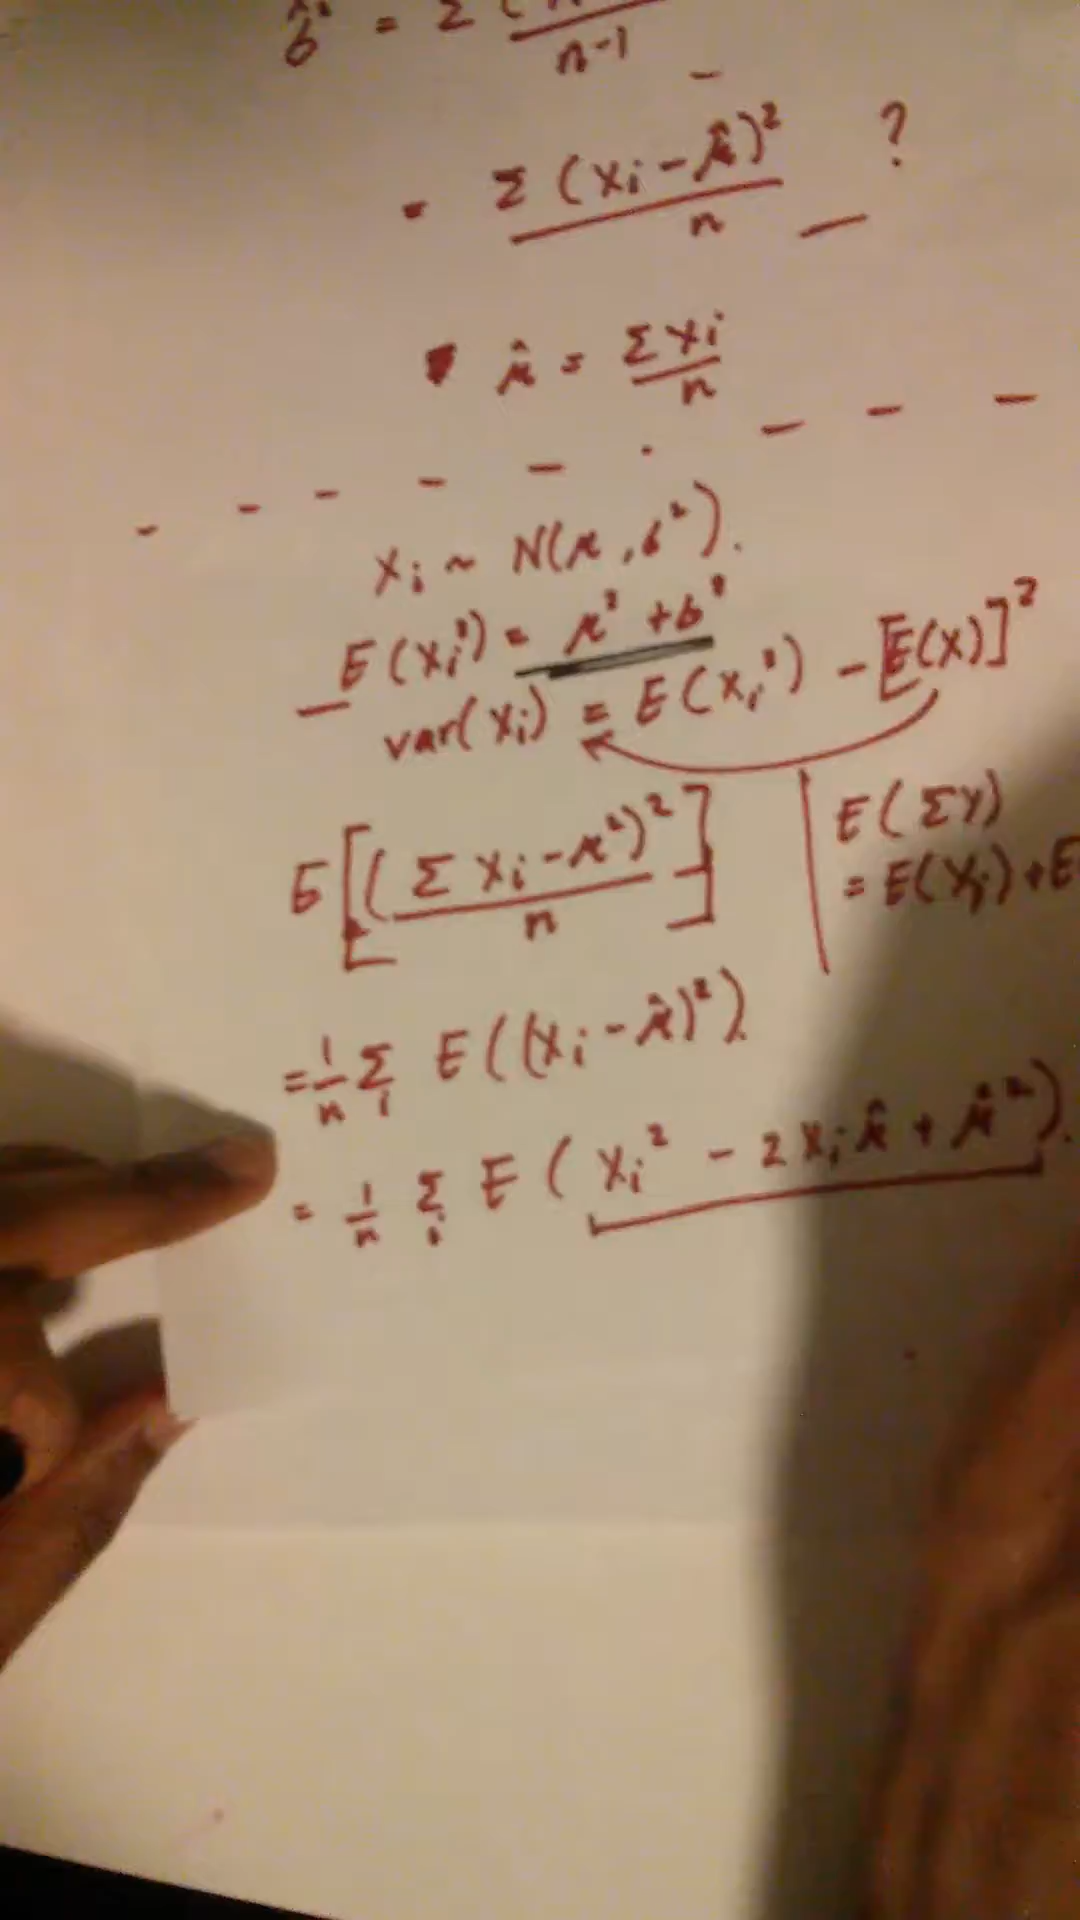 σ̂² = Σ (
n-1
= Σ (xi - μ̂)² / n ?
μ̂ = Σxi / n
xi ~ N(μ, σ²).
E(xi²) = μ² + σ²
var(xi) = E(xi²) - [E(x)]²
E[(Σ xi - μ²)² / n]
E(ΣY)
= E(Yi) + E
= 1/n Σi E((xi - μ̂)²).
= 1/n Σi E(xi² - 2xiμ̂ + μ̂²).